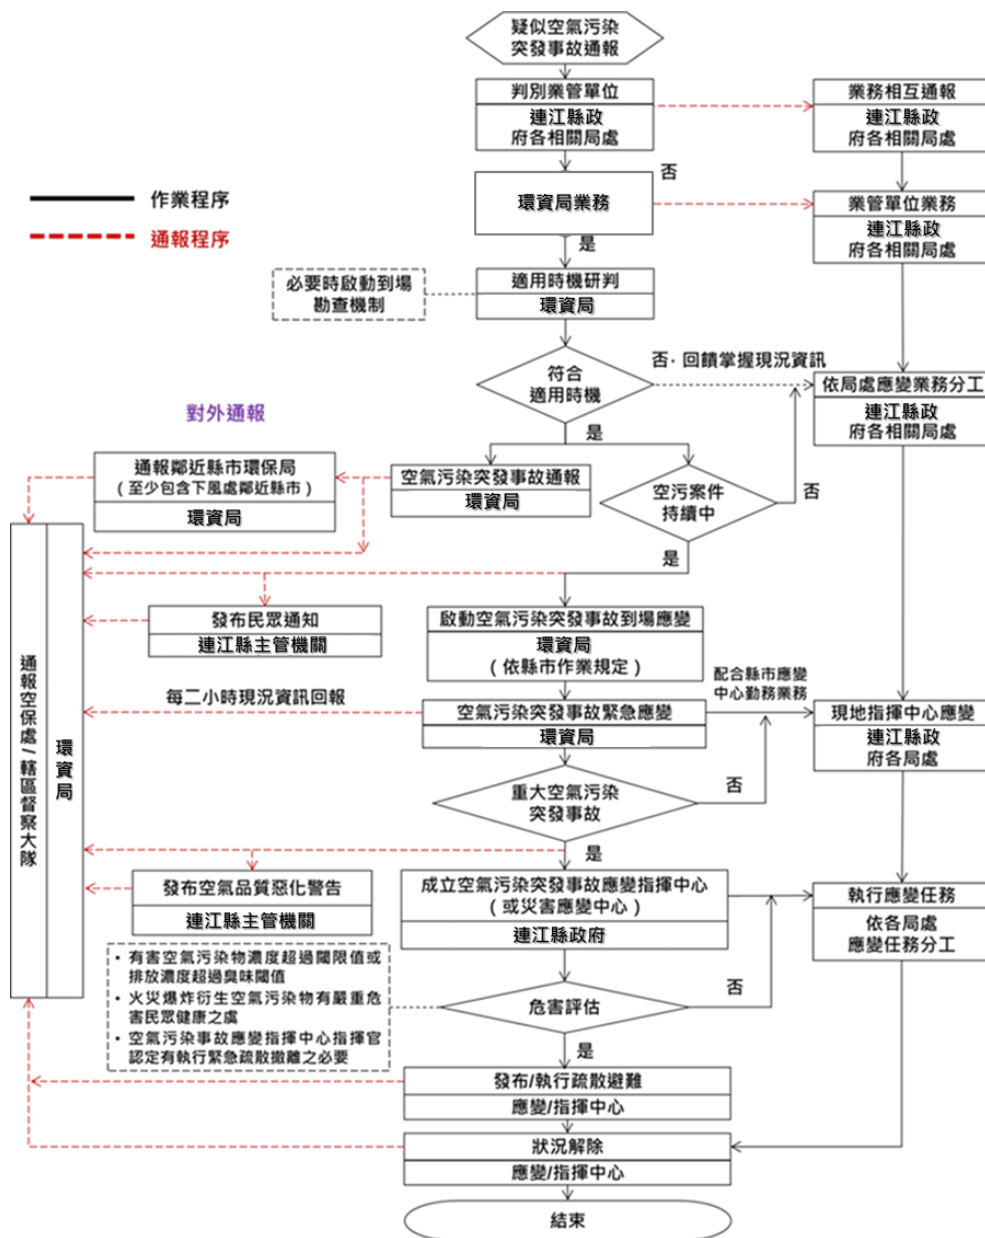 疑似空氣污染
突發事故通報
判別業管單位
連江縣政
府各相關局處
業務相互通報
連江縣政
府各相關局處
否
作業程序
通報程序
環資局業務
業管單位業務
連江縣政
府各相關局處
是
必要時啟動到場
勘查機制
適用時機研判
環資局
否·回饋掌握現況資訊
符合
適用時機
依局處應變業務分工
連江縣政
府各相關局處
對外通報
是
通報鄰近縣市環保局
（至少包含下風處鄰近縣市）
環資局
空氣污染突發事故通報
環資局
空污案件
持續中
否
是
發布民眾通知
連江縣主管機關
啟動空氣污染突發事故到場應變
環資局
（依縣市作業規定）
通報空保處/轄區督察大隊
環資局
每二小時現況資訊回報
空氣污染突發事故緊急應變
環資局
配合縣市應變
中心勤務業務
現地指揮中心應變
連江縣政
府各局處
重大空氣污染
突發事故
否
是
發布空氣品質惡化警告
連江縣主管機關
成立空氣污染突發事故應變指揮中心
（或災害應變中心）
連江縣政府
執行應變任務
依各局處
應變任務分工
• 有害空氣污染物濃度超過閾限值或
排放濃度超過臭味閾值
• 火災爆炸衍生空氣污染物有嚴重危
害民眾健康之虞
• 空氣污染事故應變指揮中心指揮官
認定有執行緊急疏散撤離之必要
危害評估
否
是
發布/執行疏散避難
應變/指揮中心
狀況解除
應變/指揮中心
結束